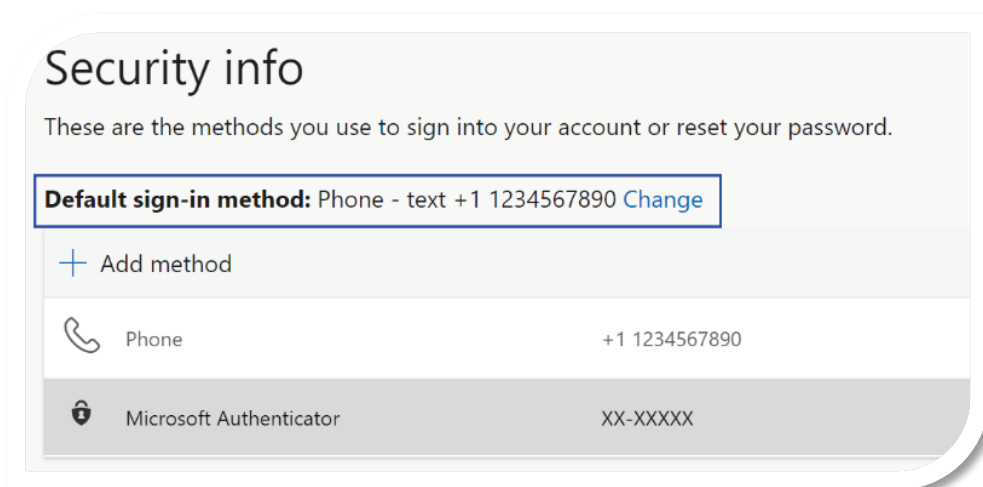 Security info
These are the methods you use to sign into your account or reset your password.
Default sign-in method: Phone - text +1 1234567890 Change
Add method
Phone +1 1234567890
Microsoft Authenticator XX-XXXXX